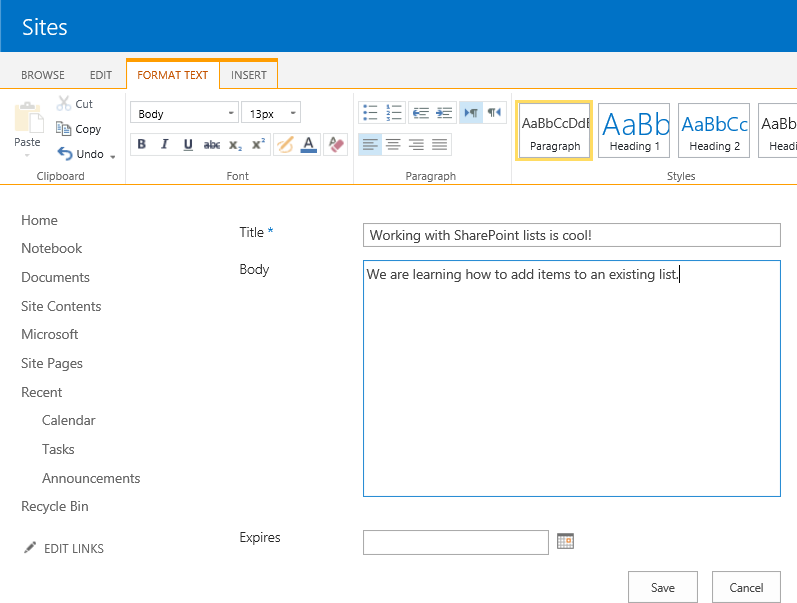 Sites
BROWSE EDIT FORMAT TEXT INSERT
Cut
Copy
Paste
Undo
Clipboard
Body 13px
B I U abc x₂ x²
A
Font
Paragraph
AaBbCcDdE
Paragraph
AaBb
Heading 1
AaBbCc
Heading 2
AaBb
Headi
Styles
Home
Notebook
Documents
Site Contents
Microsoft
Site Pages
Recent
Calendar
Tasks
Announcements
Recycle Bin
EDIT LINKS
Title *
Working with SharePoint lists is cool!
Body
We are learning how to add items to an existing list.
Expires
Save Cancel